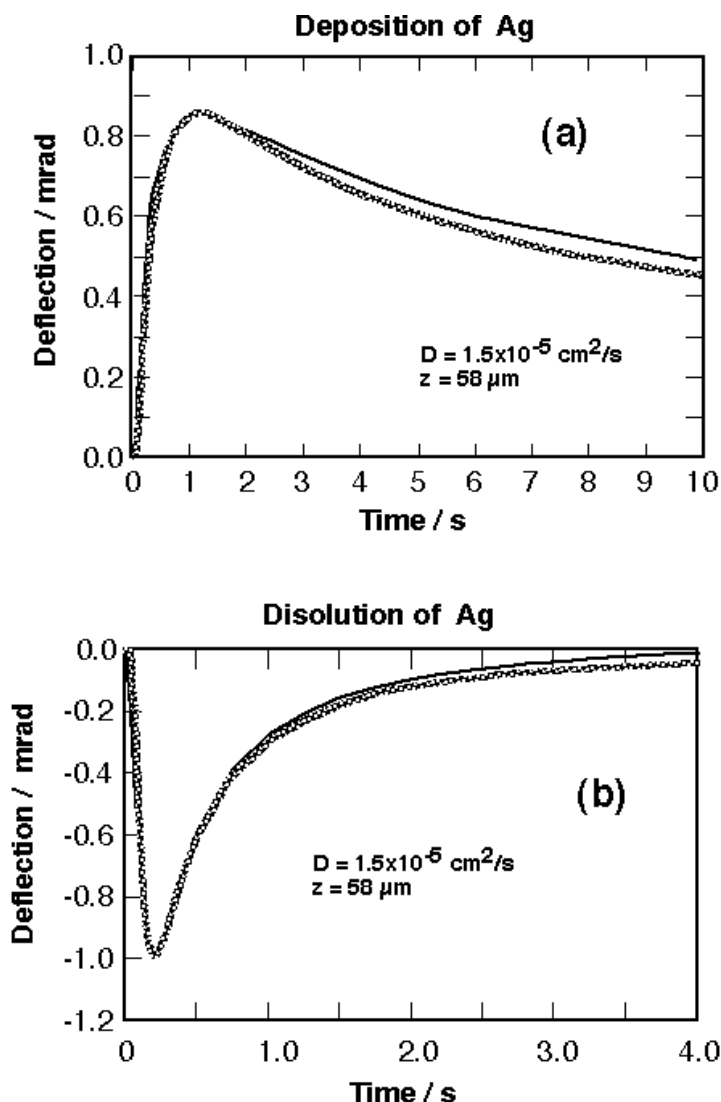 Deposition of Ag
1.0
0.8
0.6
0.4
0.2
0.0
Deflection / mrad
(a)
D = 1.5x10⁻⁵ cm²/s
z = 58 µm
0 1 2 3 4 5 6 7 8 9 10
Time / s
Disolution of Ag
0.0
-0.2
-0.4
-0.6
-0.8
-1.0
-1.2
Deflection / mrad
(b)
D = 1.5x10⁻⁵ cm²/s
z = 58 µm
0 1.0 2.0 3.0 4.0
Time / s